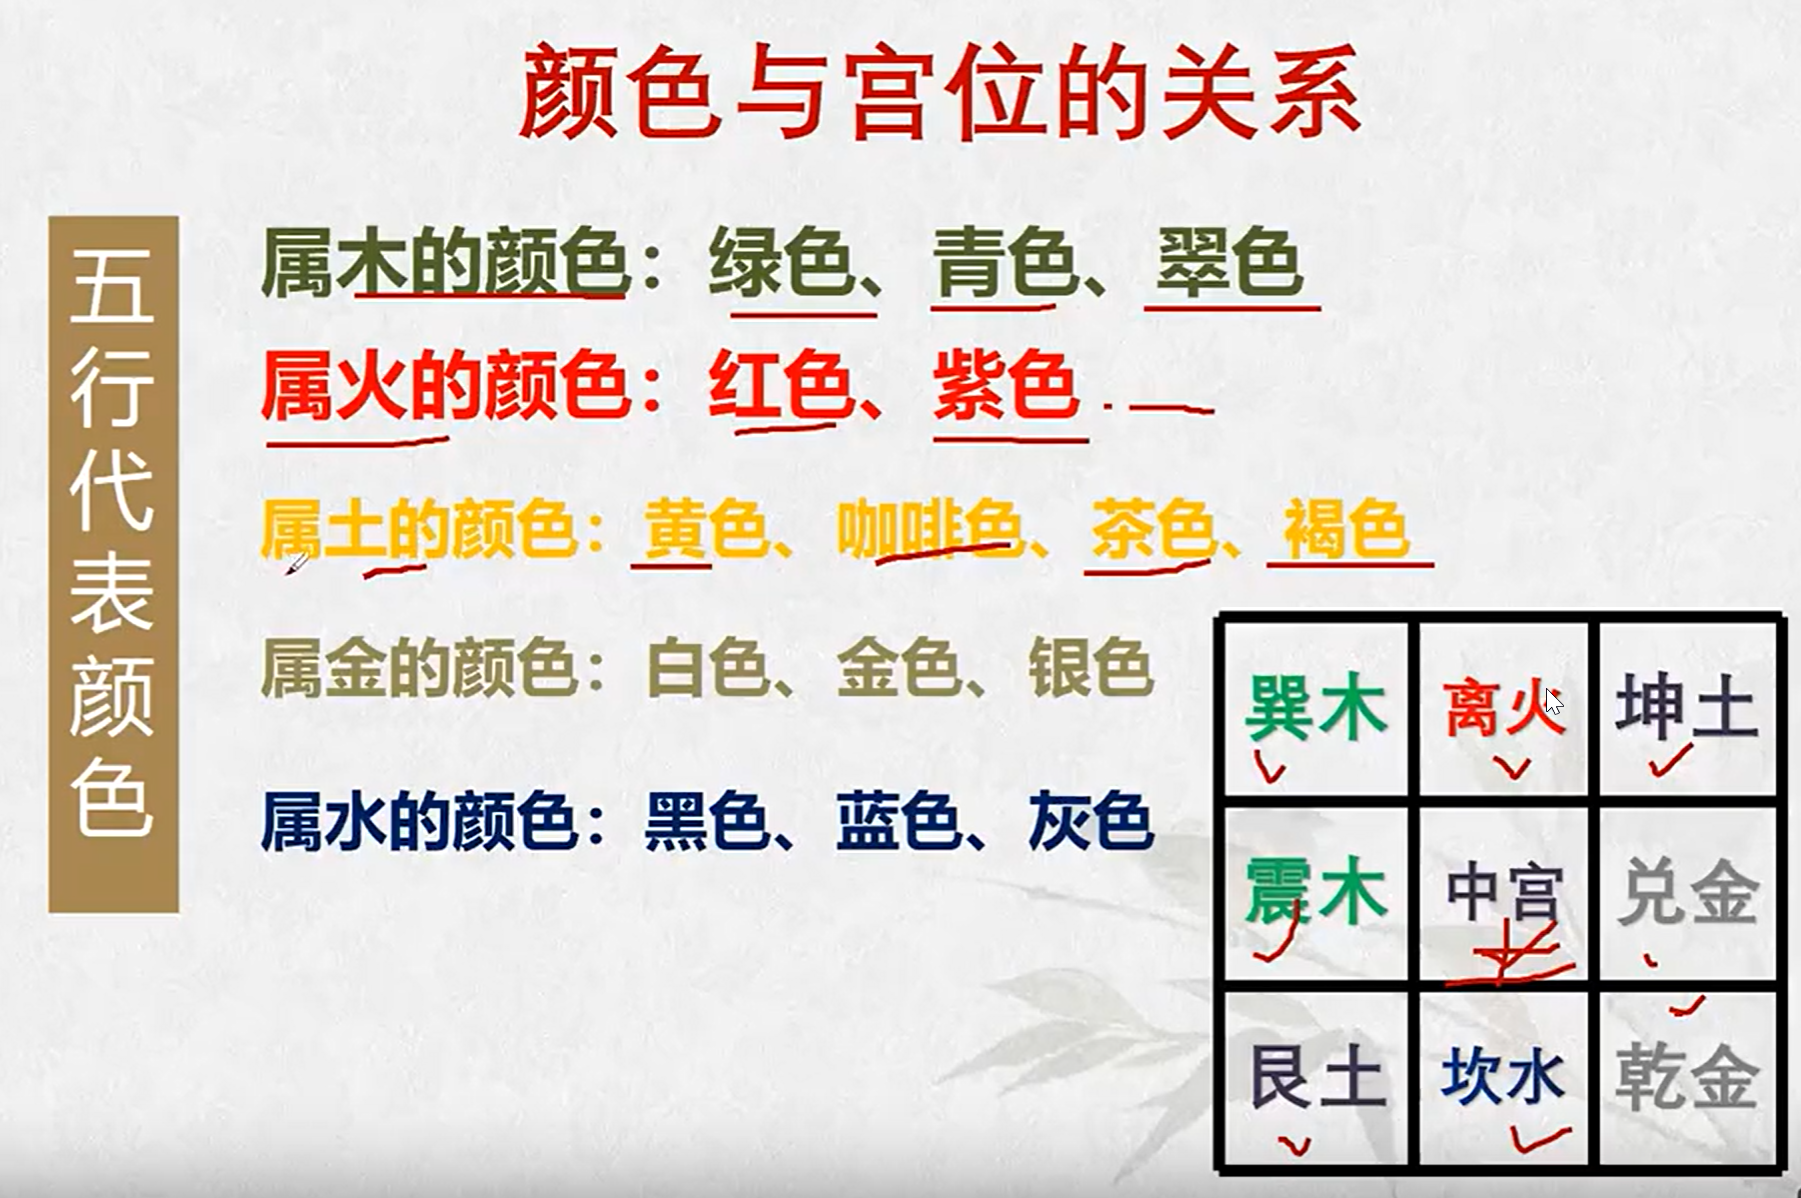 颜色与宫位的关系
五行代表颜色
属木的颜色：绿色、青色、翠色
属火的颜色：红色、紫色
属土的颜色：黄色、咖啡色、茶色、褐色
属金的颜色：白色、金色、银色
属水的颜色：黑色、蓝色、灰色
巽木 离火 坤土
震木 中宫 兑金
土
艮土 坎水 乾金